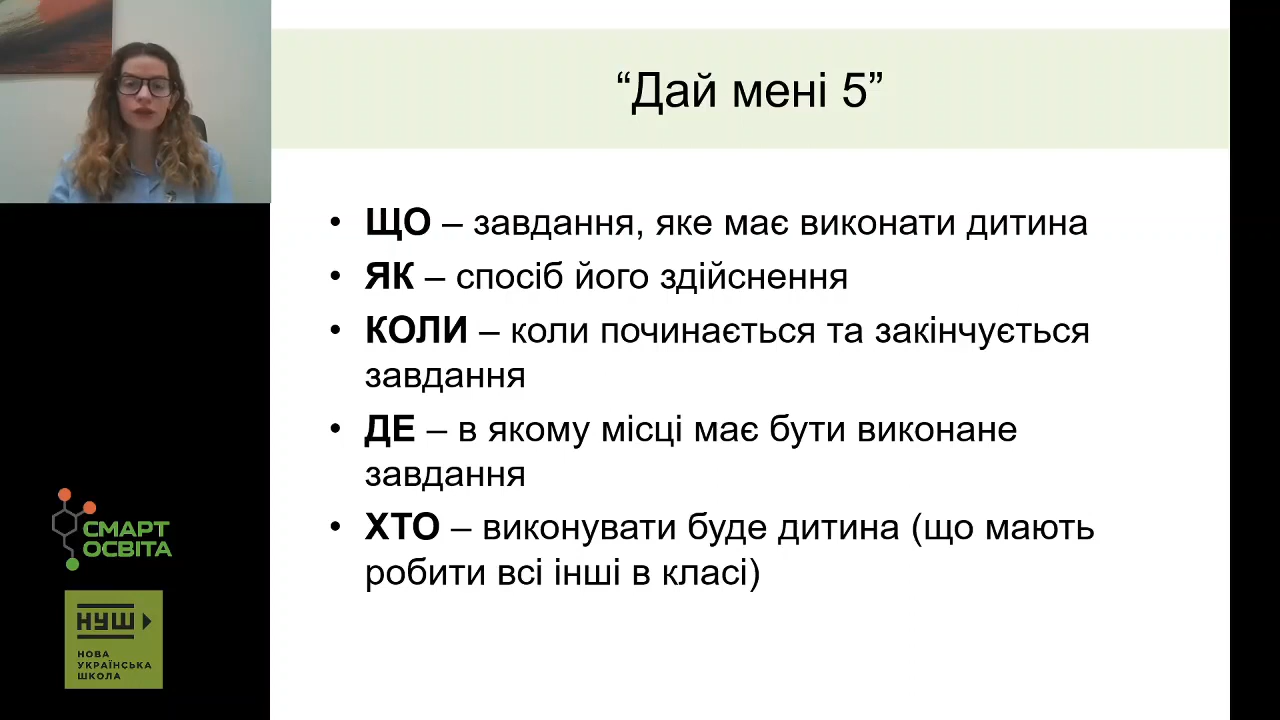 “Дай мені 5”
• ЩО – завдання, яке має виконати дитина
• ЯК – спосіб його здійснення
• КОЛИ – коли починається та закінчується
завдання
• ДЕ – в якому місці має бути виконане
завдання
• ХТО – виконувати буде дитина (що мають
робити всі інші в класі)
СМАРТ
ОСВІТА
НУШ
НОВА
УКРАЇНСЬКА
ШКОЛА